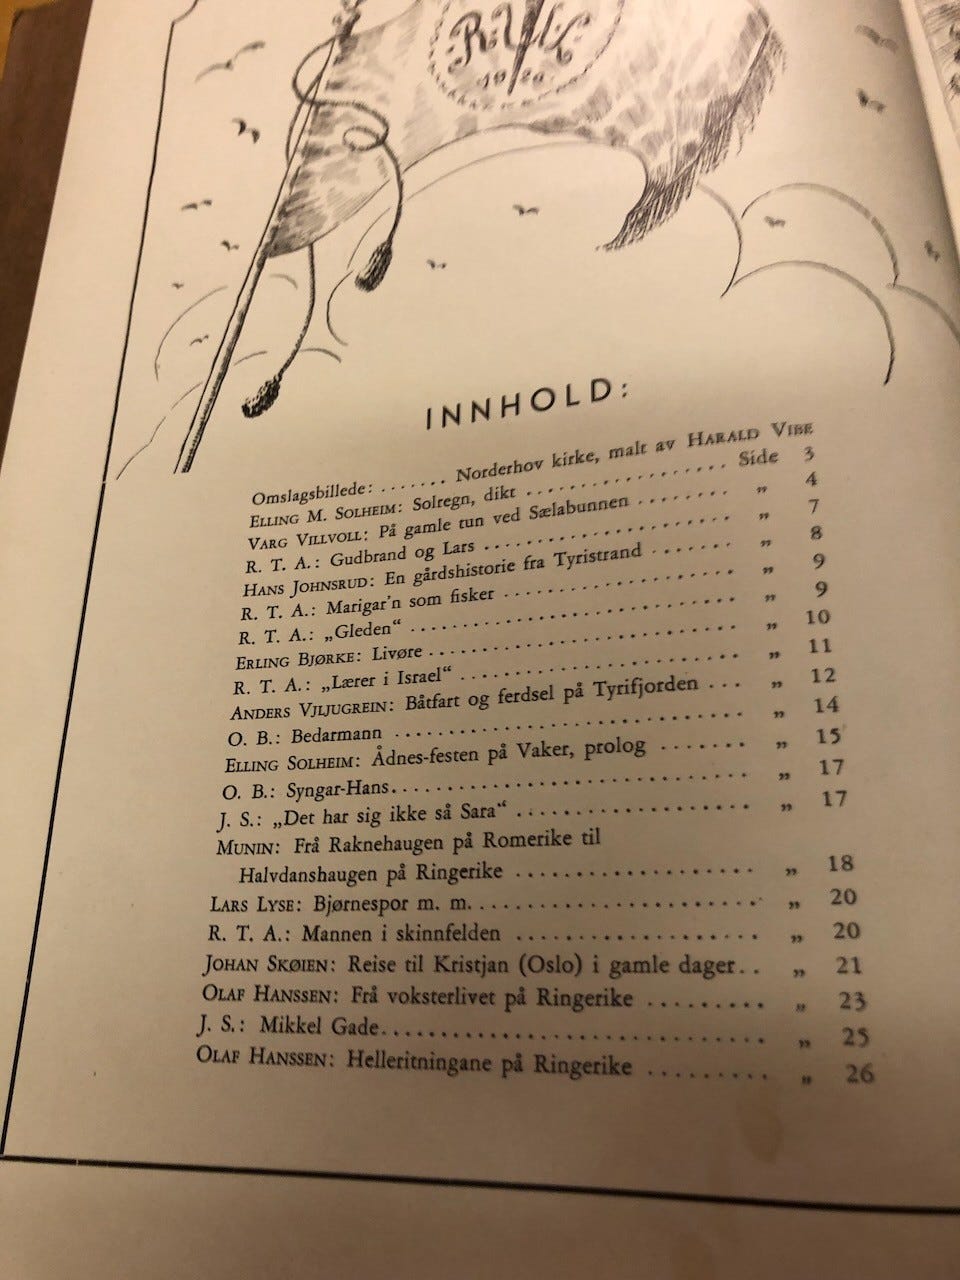 R.U.L
1920
INNHOLD:
Omslagsbillede: ....... Norderhov kirke, malt av HARALD VIBE
ELLING M. SOLHEIM: Solregn, dikt .................. Side 3
VARG VILLVOLL: På gamle tun ved Sælabunnen ........ „ 4
R. T. A.: Gudbrand og Lars ..................... „ 7
HANS JOHNSRUD: En gårdshistorie fra Tyristrand ....... „ 8
R. T. A.: Marigar'n som fisker ................... „ 9
R. T. A.: „Gleden“ .......................... „ 9
ERLING BJØRKE: Livøre ......................... „ 10
R. T. A.: „Lærer i Israel“ ..................... „ 11
ANDERS VJLJUGREIN: Båtfart og ferdsel på Tyrifjorden ... „ 12
O. B.: Bedarmann ........................... „ 14
ELLING SOLHEIM: Ådnes-festen på Vaker, prolog ....... „ 15
O. B.: Syngar-Hans........................... „ 17
J. S.: „Det har sig ikke så Sara“ .................. „ 17
MUNIN: Frå Raknehaugen på Romerike til
Halvdanshaugen på Ringerike .................. „ 18
LARS LYSE: Bjørnespor m. m...................... „ 20
R. T. A.: Mannen i skinnfelden .................. „ 20
JOHAN SKØIEN: Reise til Kristjan (Oslo) i gamle dager.. „ 21
OLAF HANSSEN: Frå voksterlivet på Ringerike ......... „ 23
J. S.: Mikkel Gade........................... „ 25
OLAF HANSSEN: Helleritningane på Ringerike ......... „ 26